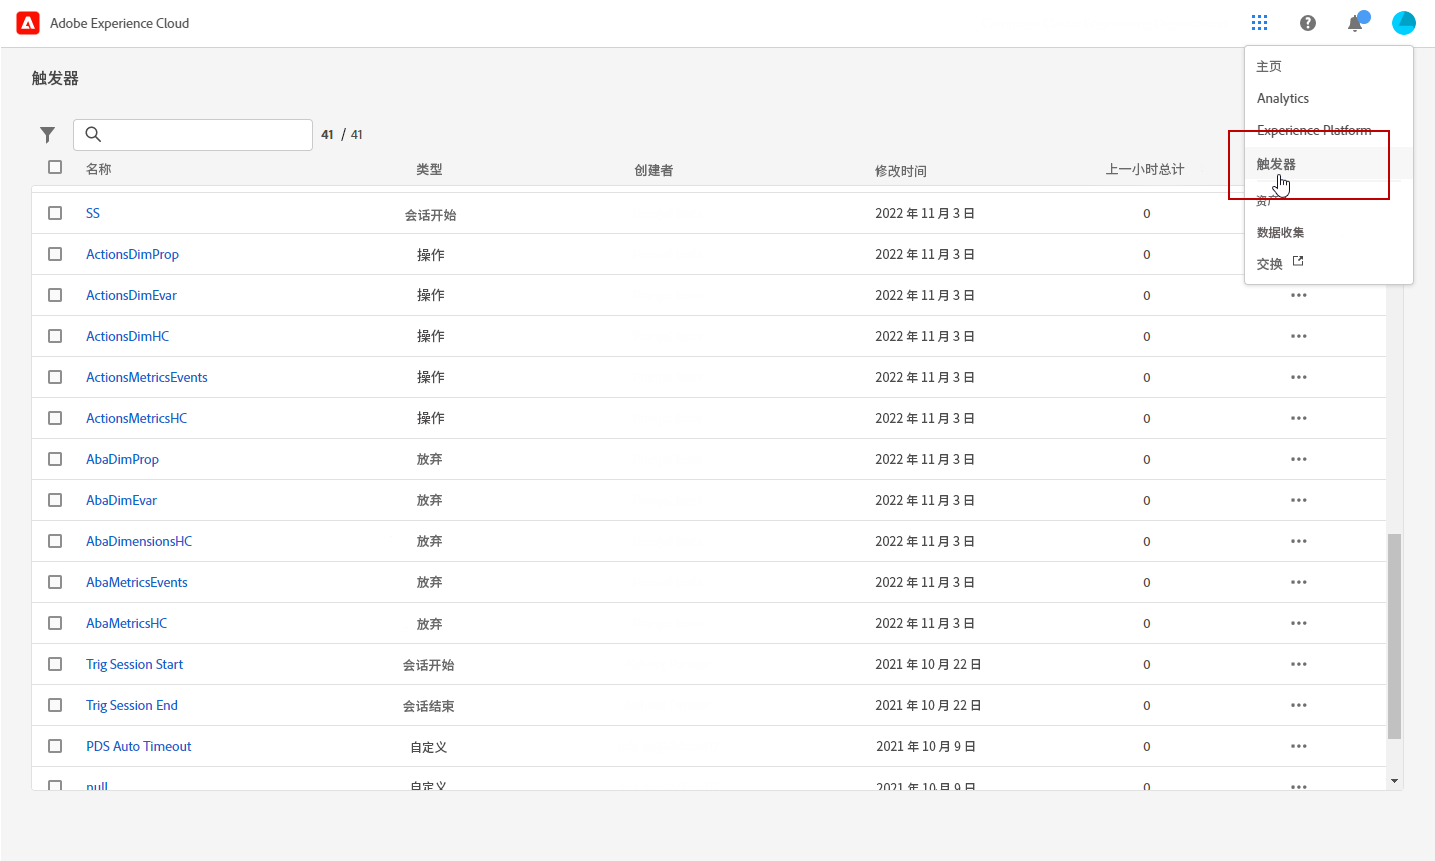 Adobe Experience Cloud
触发器
主页
Analytics
Experience Platform
触发器
资产
数据收集
交换
41 / 41
名称 类型 创建者 修改时间 上一小时总计
SS 会话开始 2022 年 11 月 3 日 0
ActionsDimProp 操作 2022 年 11 月 3 日 0
ActionsDimEvar 操作 2022 年 11 月 3 日 0
ActionsDimHC 操作 2022 年 11 月 3 日 0
ActionsMetricsEvents 操作 2022 年 11 月 3 日 0
ActionsMetricsHC 操作 2022 年 11 月 3 日 0
AbaDimProp 放弃 2022 年 11 月 3 日 0
AbaDimEvar 放弃 2022 年 11 月 3 日 0
AbaDimensionsHC 放弃 2022 年 11 月 3 日 0
AbaMetricsEvents 放弃 2022 年 11 月 3 日 0
AbaMetricsHC 放弃 2022 年 11 月 3 日 0
Trig Session Start 会话开始 2021 年 10 月 22 日 0
Trig Session End 会话结束 2021 年 10 月 22 日 0
PDS Auto Timeout 自定义 2021 年 10 月 9 日 0
null 自定义 2021 年 10 月 9 日 0